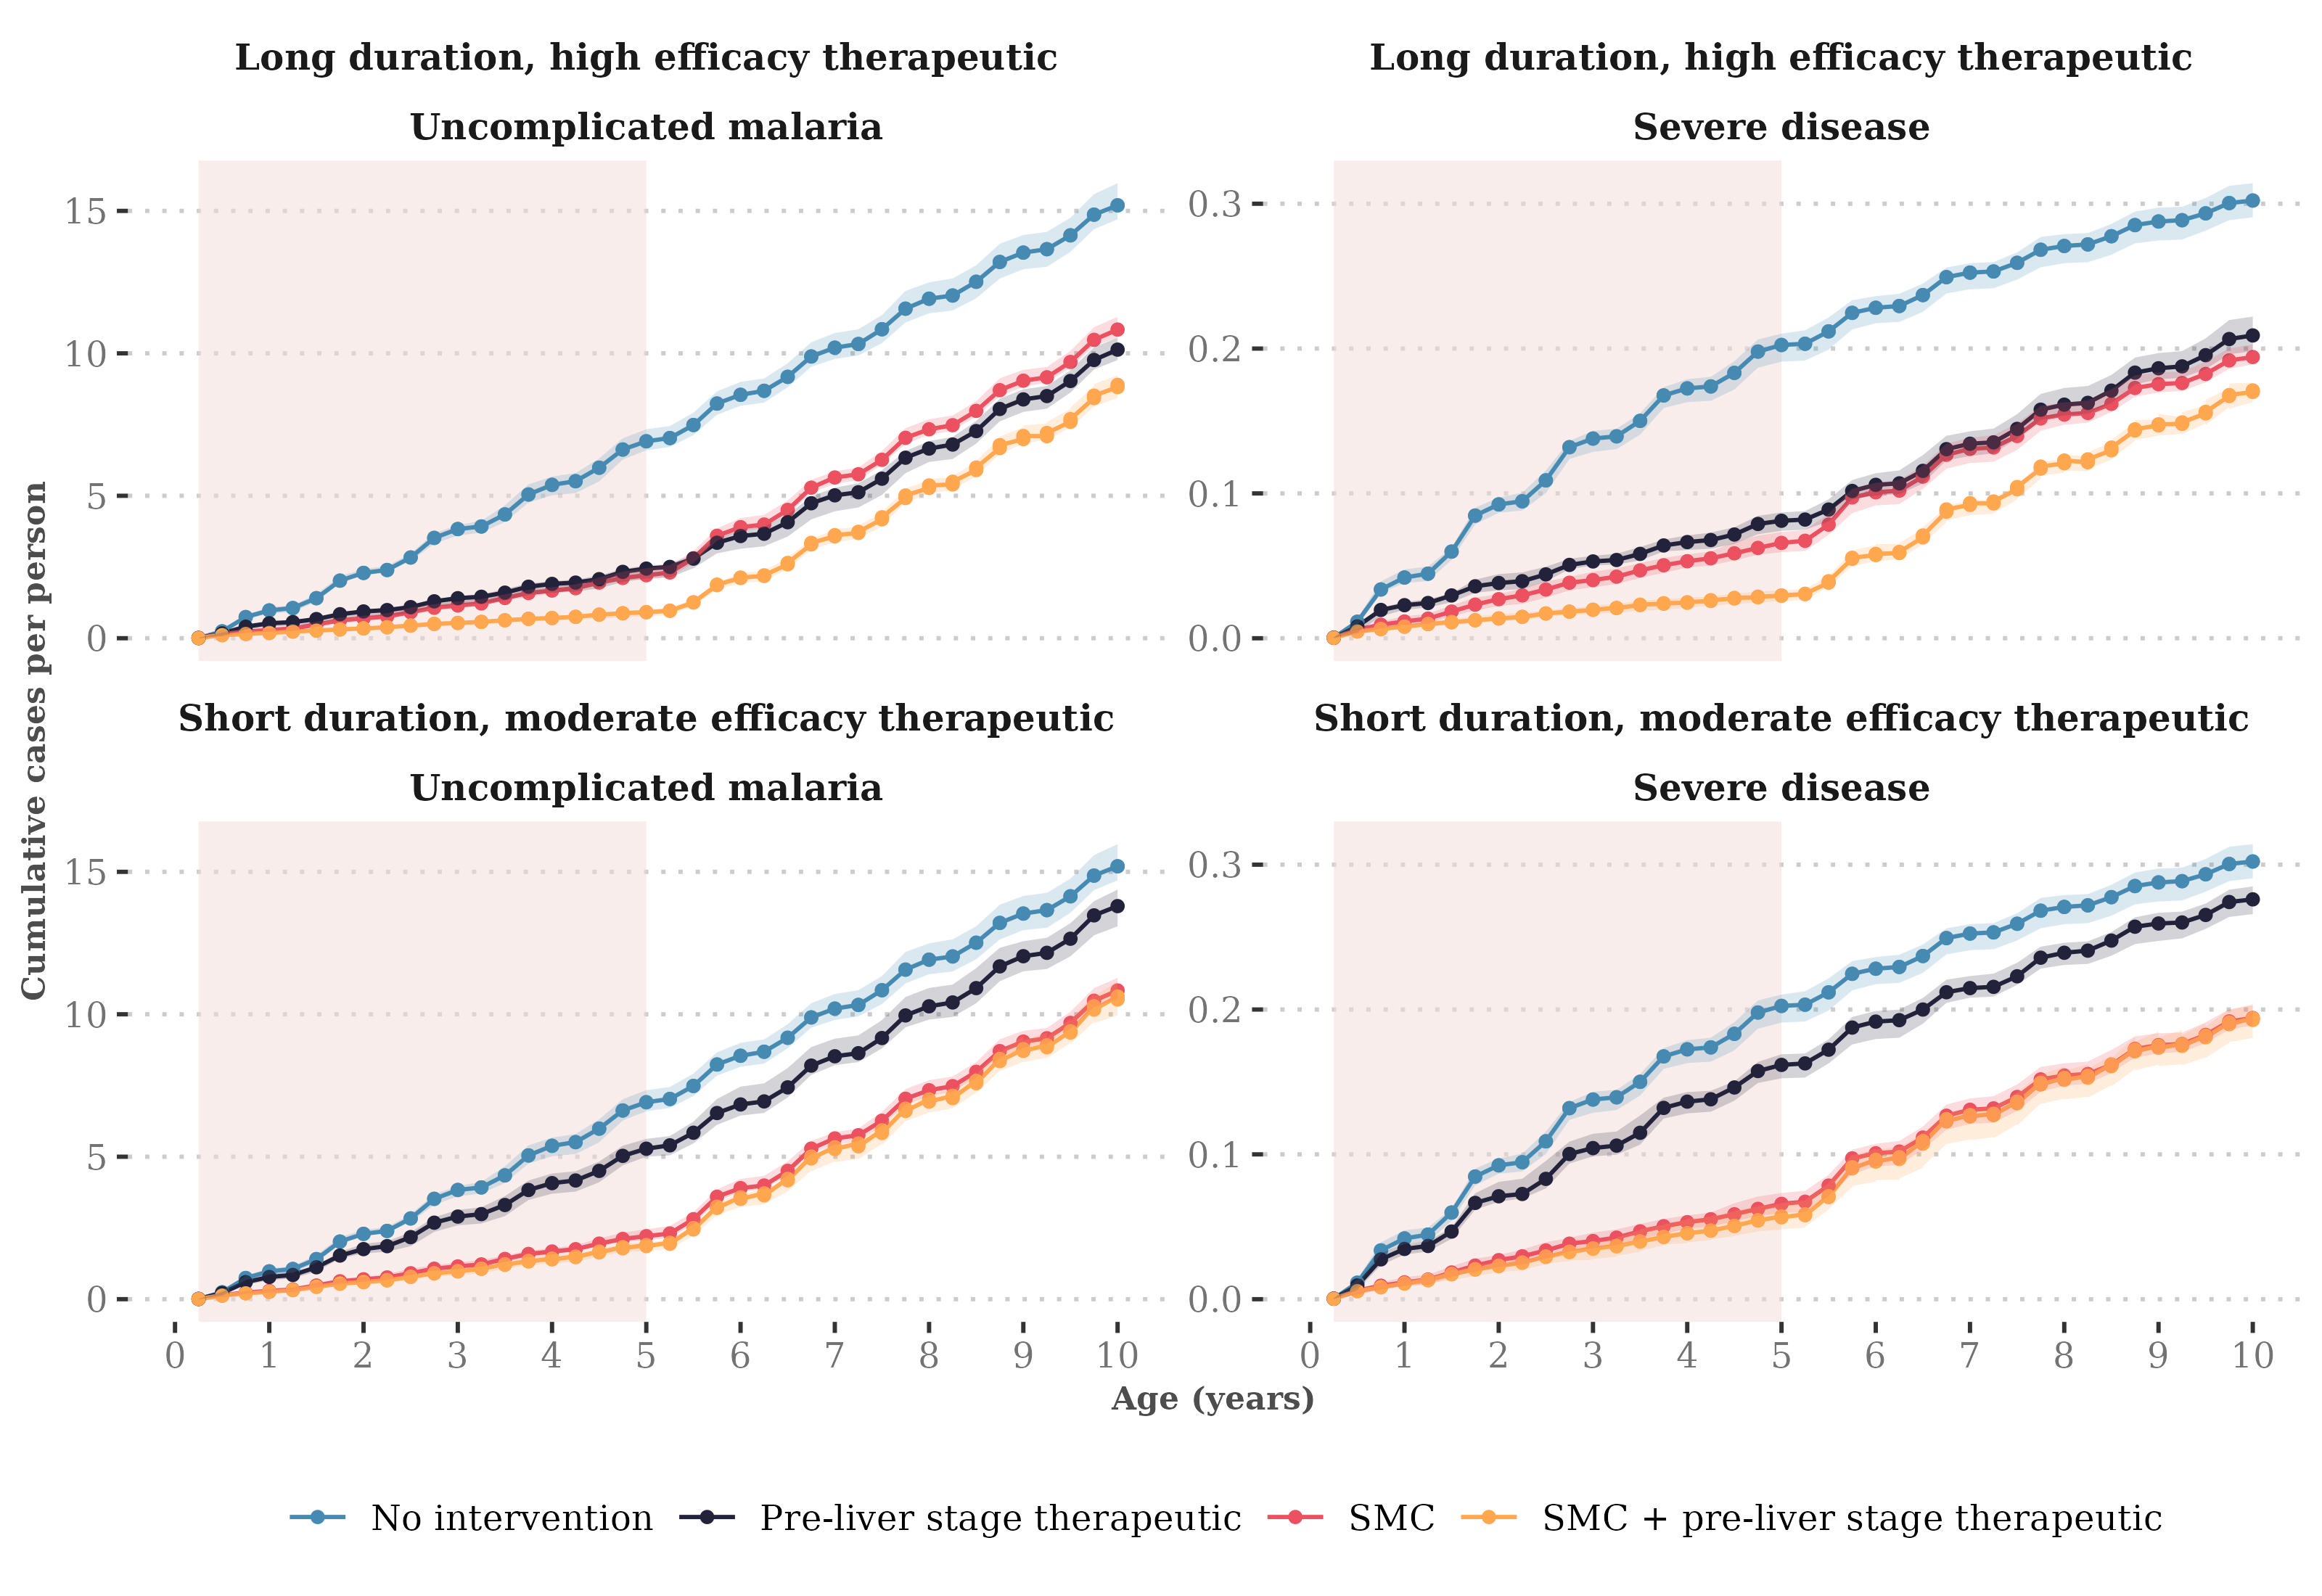 Long duration, high efficacy therapeutic
Uncomplicated malaria
Long duration, high efficacy therapeutic
Severe disease
15
10
5
0
0.3
0.2
0.1
0.0
Short duration, moderate efficacy therapeutic
Uncomplicated malaria
Short duration, moderate efficacy therapeutic
Severe disease
15
10
5
0
0 1 2 3 4 5 6 7 8 9 10
0.3
0.2
0.1
0.0
0 1 2 3 4 5 6 7 8 9 10
Cumulative cases per person
Age (years)
No intervention
Pre-liver stage therapeutic
SMC
SMC + pre-liver stage therapeutic